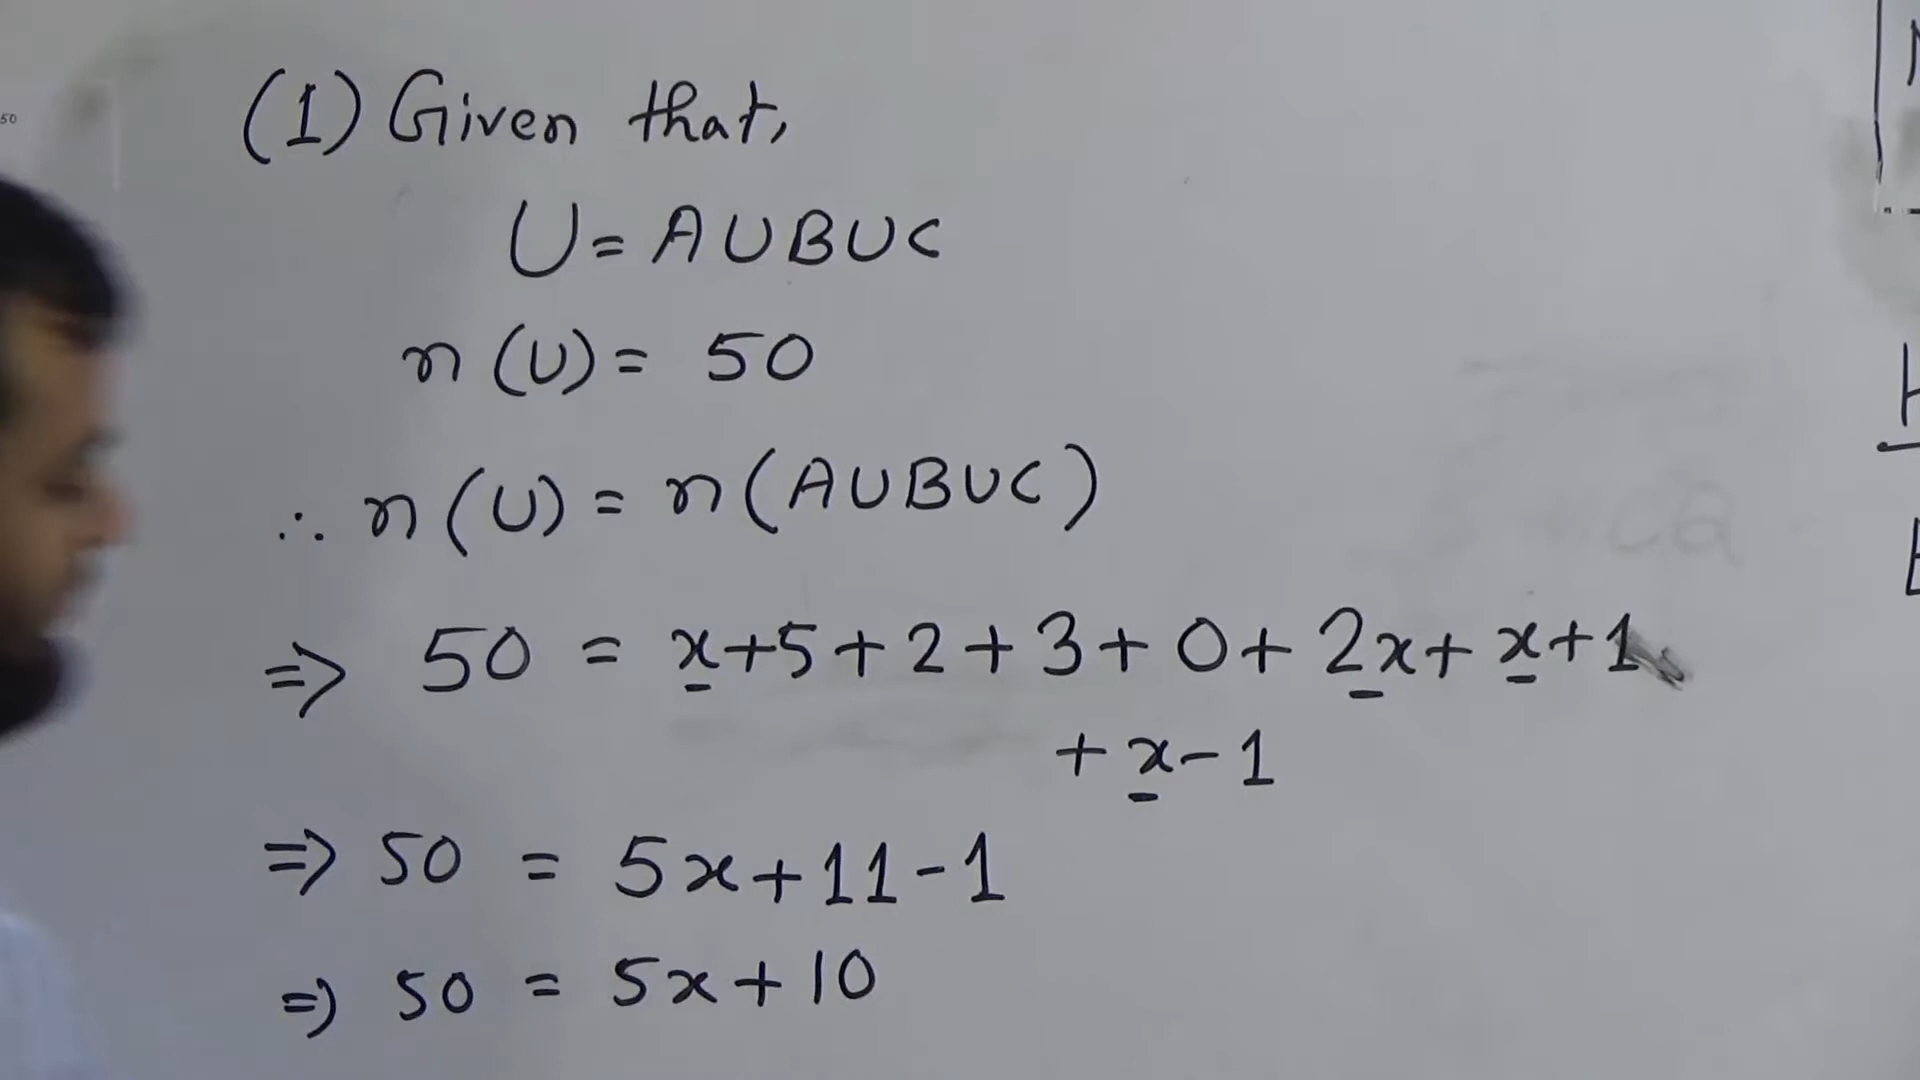 50
(1) Given that,
U = A∪B∪C
n(U) = 50
∴ n(U) = n(A∪B∪C)
⇒ 50 = x+5+2+3+0+2x+x+1
+x-1
⇒ 50 = 5x+11-1
⇒ 50 = 5x+10